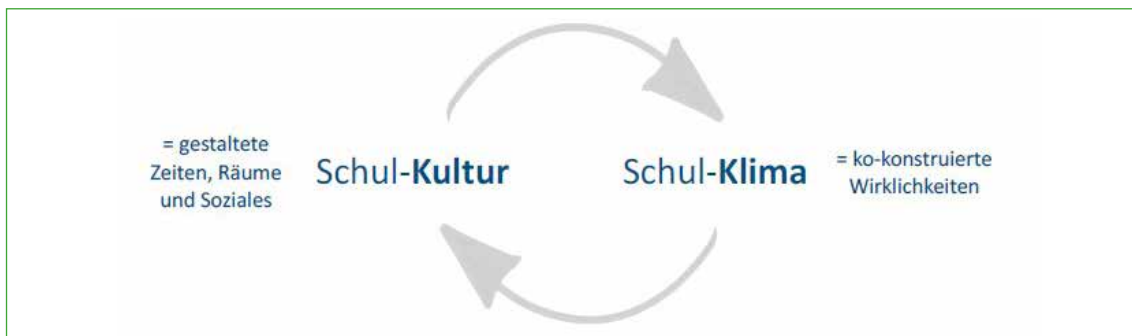 = gestaltete
Zeiten, Räume
und Soziales
Schul-Kultur
Schul-Klima
= ko-konstruierte
Wirklichkeiten